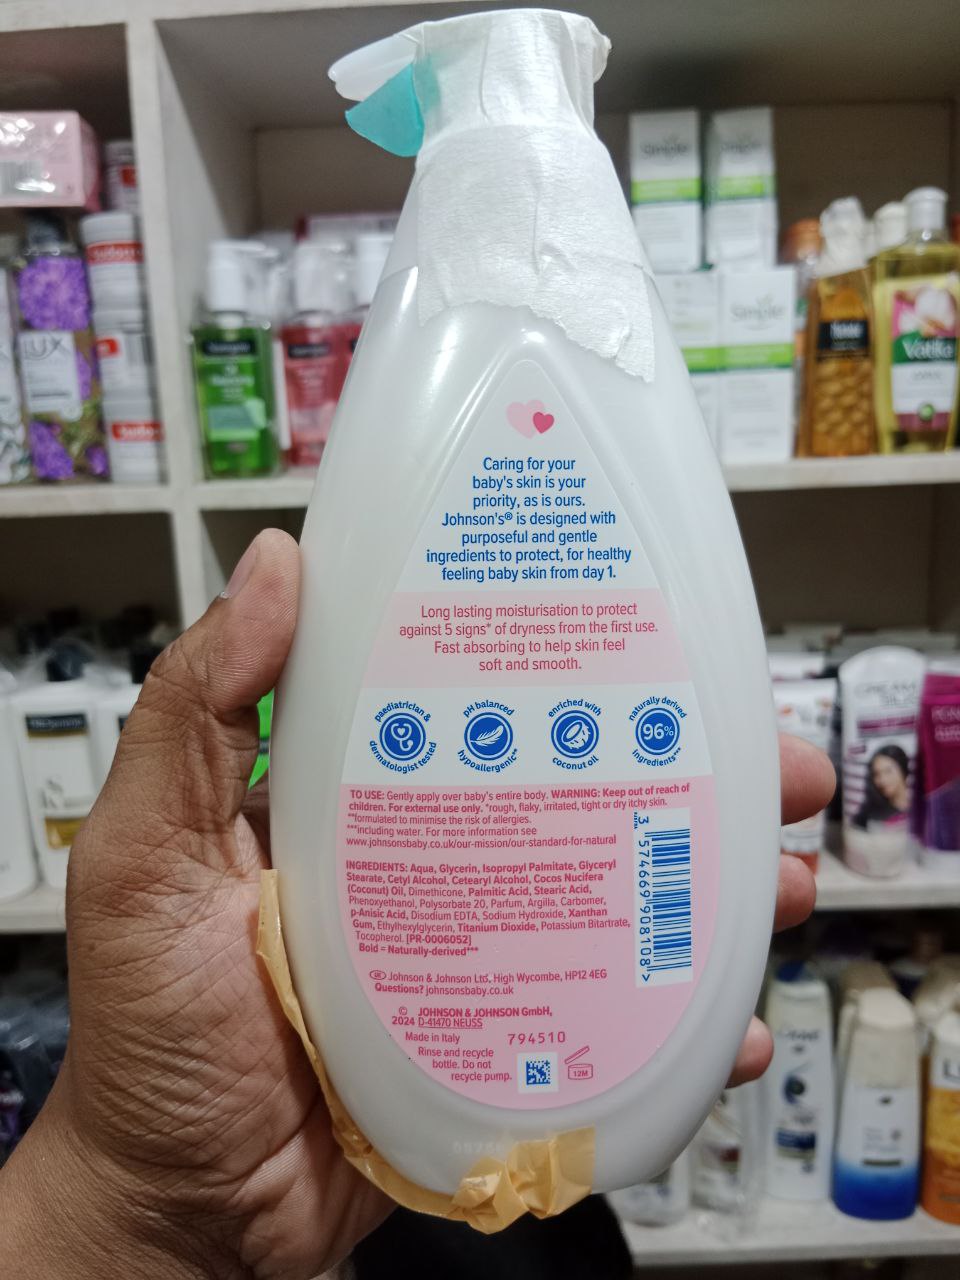 Caring for your
baby's skin is your
priority, as is ours.
Johnson's® is designed with
purposeful and gentle
ingredients to protect, for healthy
feeling baby skin from day 1.
Long lasting moisturisation to protect
against 5 signs* of dryness from the first use.
Fast absorbing to help skin feel
soft and smooth.
paediatrician &
dermatologist tested
pH balanced
hypoallergenic**
enriched with
coconut oil
naturally derived
96%
ingredients***
TO USE: Gently apply over baby's entire body. WARNING: Keep out of reach of
children. For external use only. *rough, flaky, irritated, tight or dry itchy skin.
**formulated to minimise the risk of allergies.
***including water. For more information see
www.johnsonsbaby.co.uk/our-mission/our-standard-for-natural
INGREDIENTS: Aqua, Glycerin, Isopropyl Palmitate, Glyceryl
Stearate, Cetyl Alcohol, Cetearyl Alcohol, Cocos Nucifera
(Coconut) Oil, Dimethicone, Palmitic Acid, Stearic Acid,
Phenoxyethanol, Polysorbate 20, Parfum, Argilla, Carbomer,
p-Anisic Acid, Disodium EDTA, Sodium Hydroxide, Xanthan
Gum, Ethylhexylglycerin, Titanium Dioxide, Potassium Bitartrate,
Tocopherol. [PR-0006052]
Bold = Naturally-derived***
3 574669 908108 >
UK Johnson & Johnson Ltd, High Wycombe, HP12 4EG
Questions? johnsonsbaby.co.uk
© JOHNSON & JOHNSON GmbH,
2024 D-41470 NEUSS
Made in Italy
794510
Rinse and recycle
bottle. Do not
recycle pump.
12M
LUX
Simple
Simple
Simple
Vatika